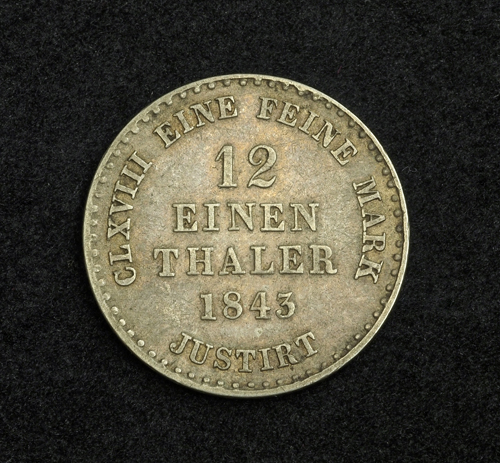 CLXVIII EINE FEINE MARK
12
EINEN
THALER
1843
JUSTIRT